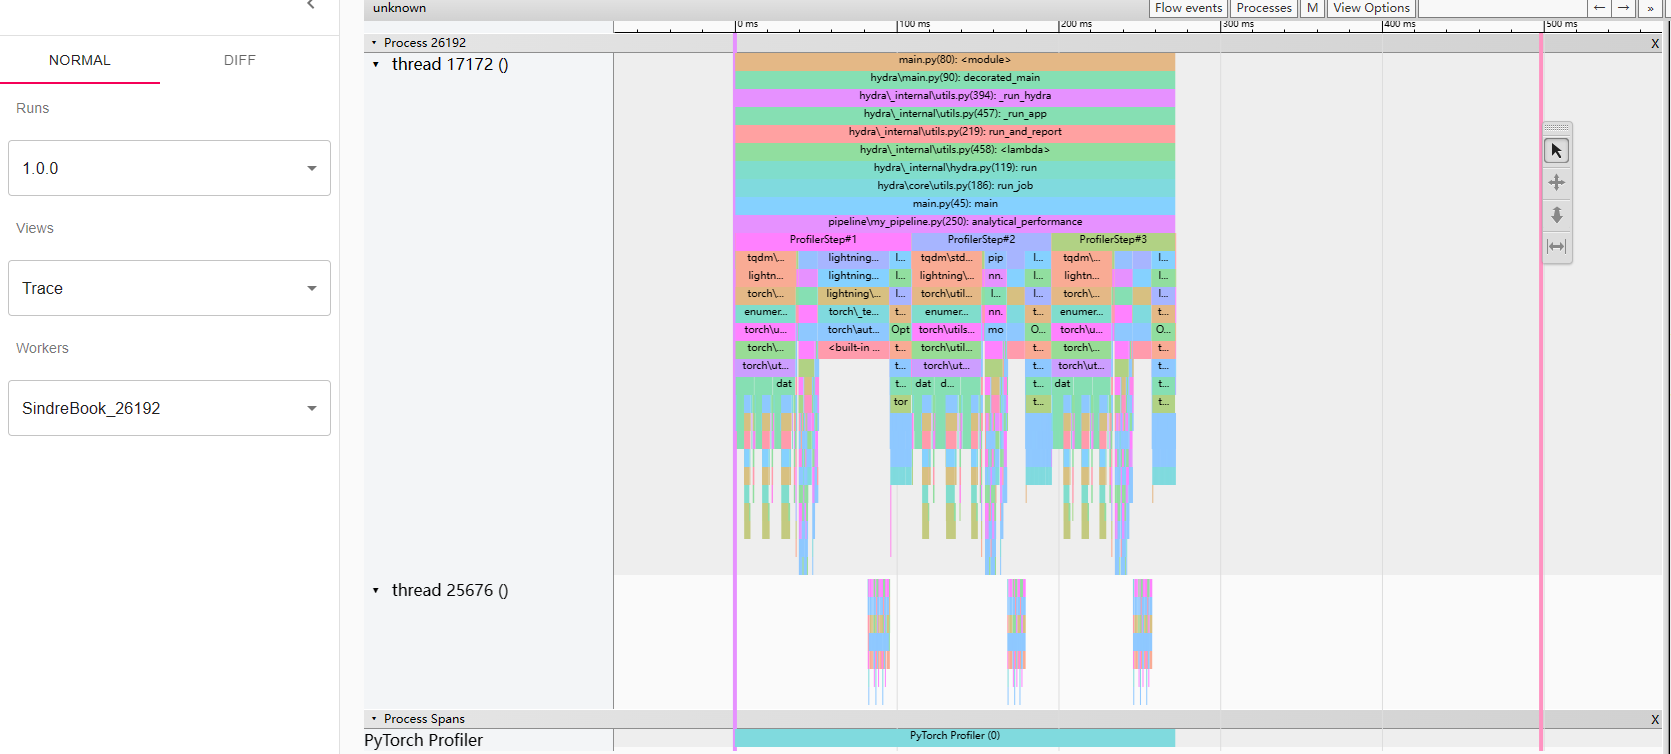 unknown
Flow events
Processes
M
View Options
←
→
»
0 ms
100 ms
200 ms
300 ms
400 ms
500 ms
NORMAL
DIFF
Runs
1.0.0
Views
Trace
Workers
SindreBook_26192
Process 26192
X
thread 17172 ()
main.py(80): <module>
hydra\main.py(90): decorated_main
hydra\_internal\utils.py(394): _run_hydra
hydra\_internal\utils.py(457): _run_app
hydra\_internal\utils.py(219): run_and_report
hydra\_internal\utils.py(458): <lambda>
hydra\_internal\hydra.py(119): run
hydra\core\utils.py(186): run_job
main.py(45): main
pipeline\my_pipeline.py(250): analytical_performance
ProfilerStep#1 ProfilerStep#2 ProfilerStep#3
tqdm\... lightning... l... tqdm\std... pip l... tqdm\... l...
lightn... lightning... l... lightning\... nn. l... lightn... l...
torch\... lightning\... l... torch\util... l... l... torch\... l...
enumer... torch\_te... t... enumer... nn. t... enumer... t...
torch\u... torch\aut... Opt torch\utils... mo O... torch\u... O...
torch\... <built-in ... t... torch\util... t... torch\... t...
torch\ut... t... torch\ut... t... torch\ut... t...
dat t... dat d... t... dat t...
tor t... t...
thread 25676 ()
Process Spans
X
PyTorch Profiler
PyTorch Profiler (0)